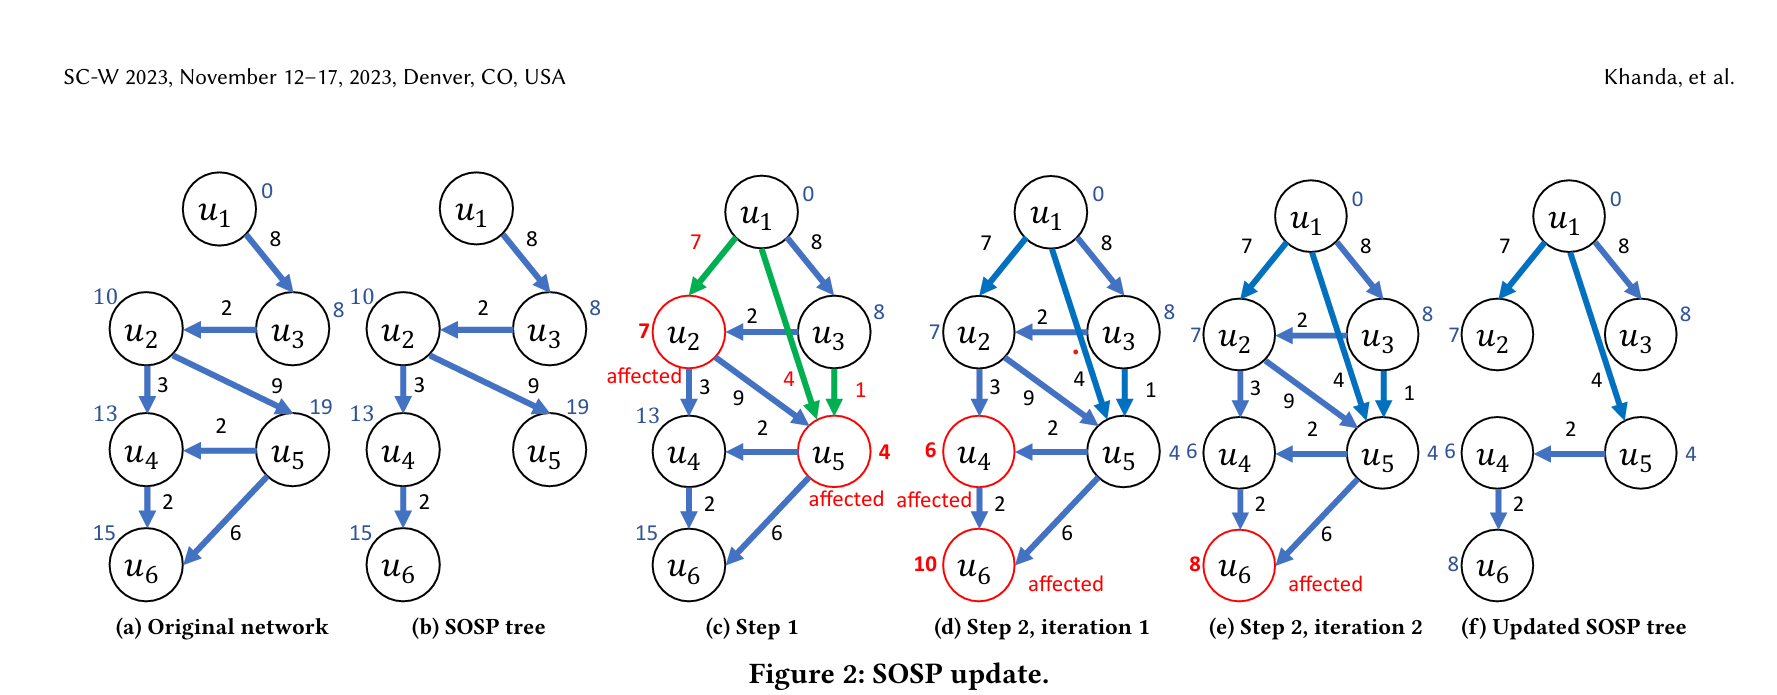 SC-W 2023, November 12–17, 2023, Denver, CO, USA
Khanda, et al.
u1 0
8
10 u2 2 u3 8
3 9
13 u4 2 u5 19
2 6
15 u6
(a) Original network
u1
8
10 u2 2 u3 8
3 9
13 u4 u5 19
2
15 u6
(b) SOSP tree
u1 0
7 8
7 u2 2 u3 8
affected 3 9 4 1
13 u4 2 u5 4
affected
2 6
15 u6
(c) Step 1
u1 0
7 8
7 u2 2 u3 8
3 9 4 1
6 u4 2 u5 4
affected 2 6
10 u6 affected
(d) Step 2, iteration 1
u1 0
7 8
7 u2 2 u3 8
3 9 4 1
6 u4 2 u5 4
2 6
8 u6 affected
(e) Step 2, iteration 2
u1 0
7 8
7 u2 u3 8
4
6 u4 2 u5 4
2
8 u6
(f) Updated SOSP tree
Figure 2: SOSP update.